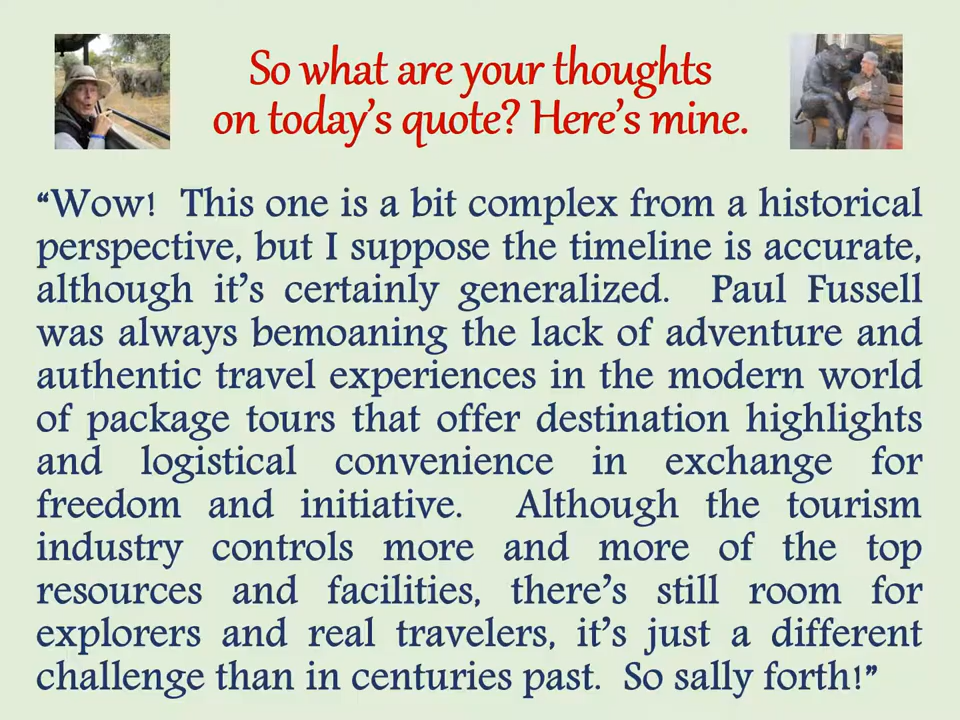 So what are your thoughts
on today's quote? Here's mine.
“Wow!  This one is a bit complex from a historical
perspective, but I suppose the timeline is accurate,
although it's certainly generalized.  Paul Fussell
was always bemoaning the lack of adventure and
authentic travel experiences in the modern world
of package tours that offer destination highlights
and logistical convenience in exchange for
freedom and initiative.  Although the tourism
industry controls more and more of the top
resources and facilities, there's still room for
explorers and real travelers, it's just a different
challenge than in centuries past.  So sally forth!”